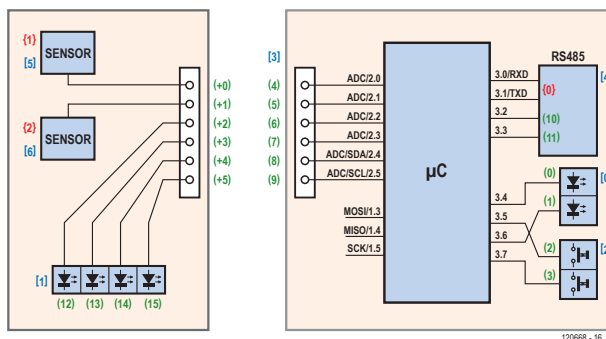 {1}
[5]
SENSOR
{2}
[6]
SENSOR
(+0)
(+1)
(+2)
(+3)
(+4)
(+5)
[1]
(12) (13) (14) (15)
[3]
(4)
(5)
(6)
(7)
(8)
(9)
ADC/2.0
ADC/2.1
ADC/2.2
ADC/2.3
ADC/SDA/2.4
ADC/SCL/2.5
MOSI/1.3
MISO/1.4
SCK/1.5
µC
3.0/RXD
3.1/TXD
3.2
3.3
3.4
3.5
3.6
3.7
RS485
{0}
(10)
(11)
(0)
(1)
(2)
(3)
120668 - 16